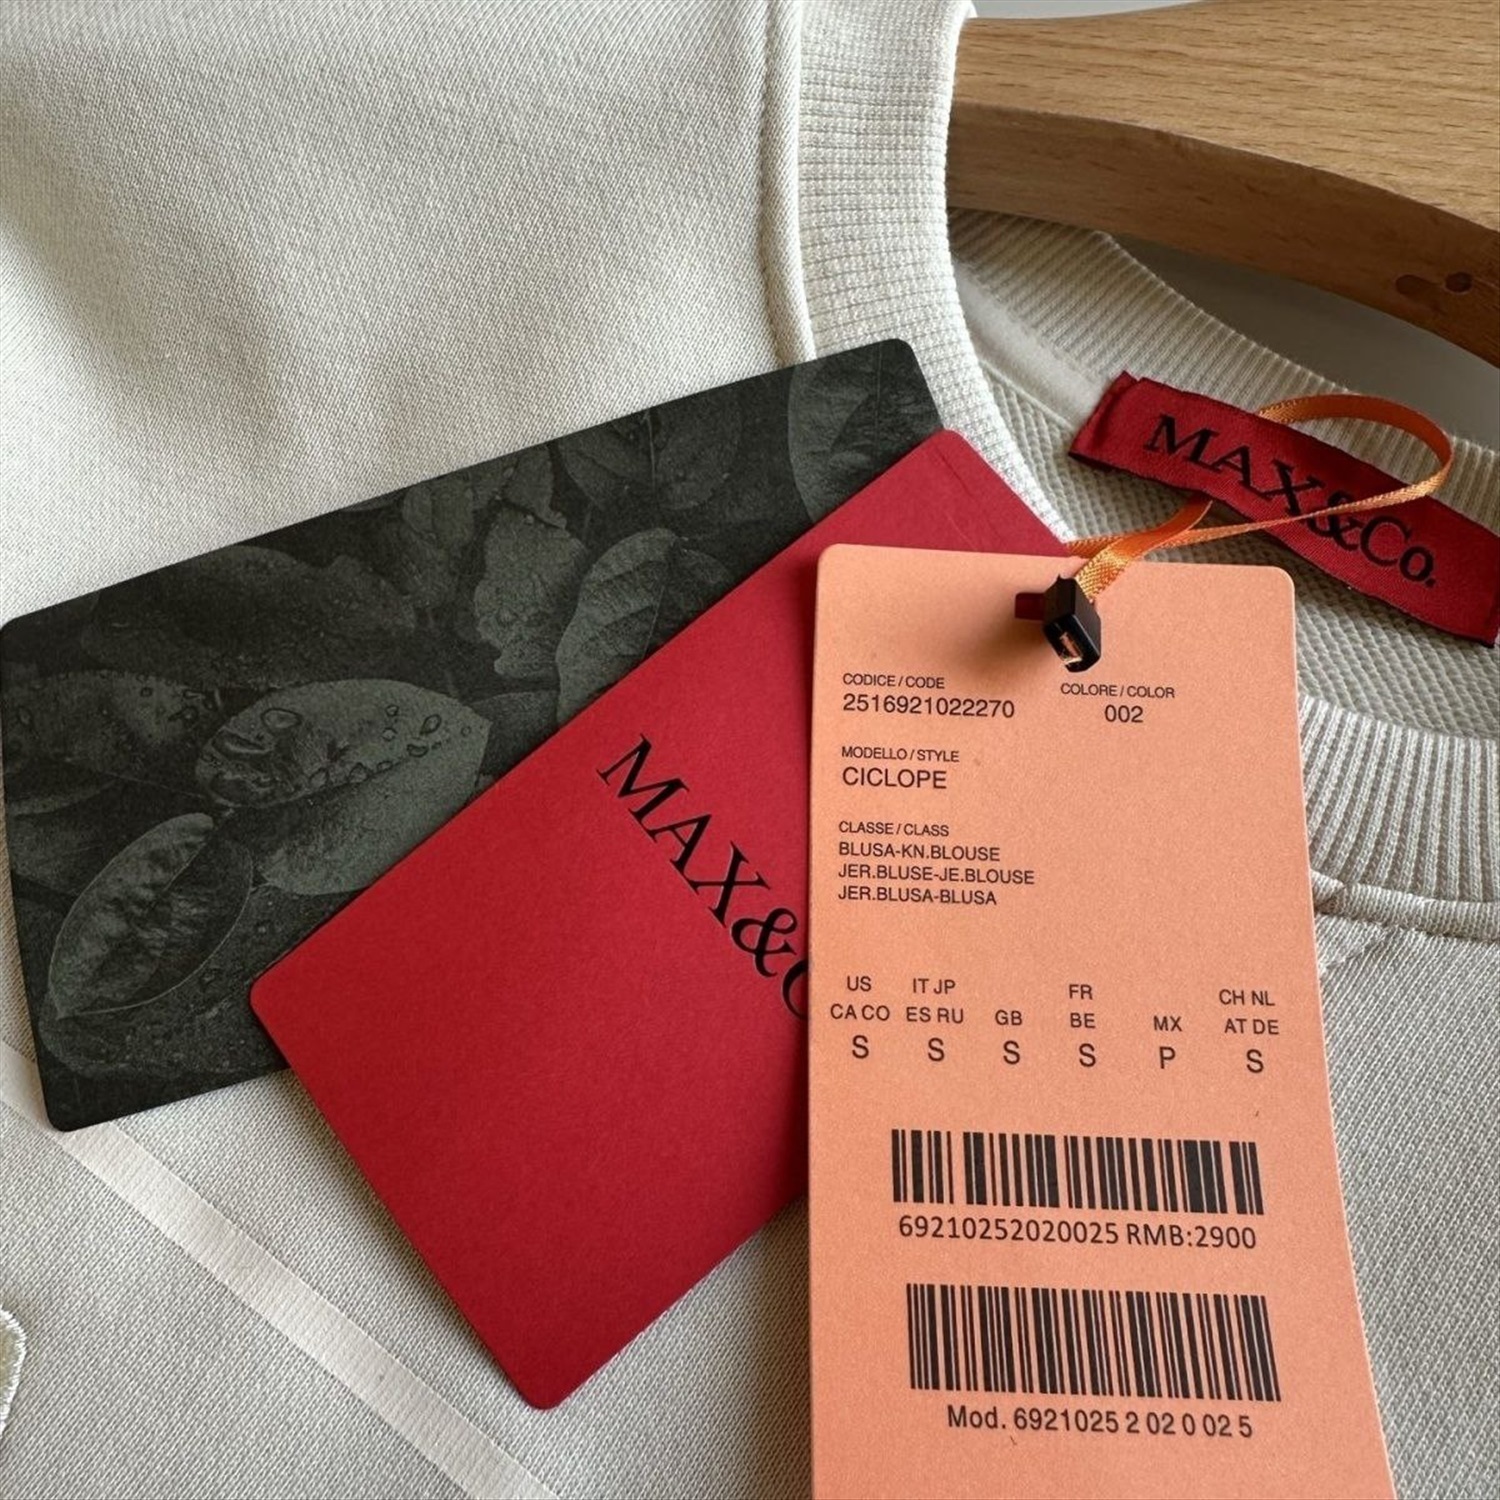 MAX&Co.
MAX&C
CODICE / CODE
2516921022270
COLORE / COLOR
002
MODELLO / STYLE
CICLOPE
CLASSE / CLASS
BLUSA-KN.BLOUSE
JER.BLUSE-JE.BLOUSE
JER.BLUSA-BLUSA
US IT JP FR CH NL
CA CO ES RU GB BE MX AT DE
S S S S P S
69210252020025 RMB:2900
Mod. 6921025 2 02 0 02 5